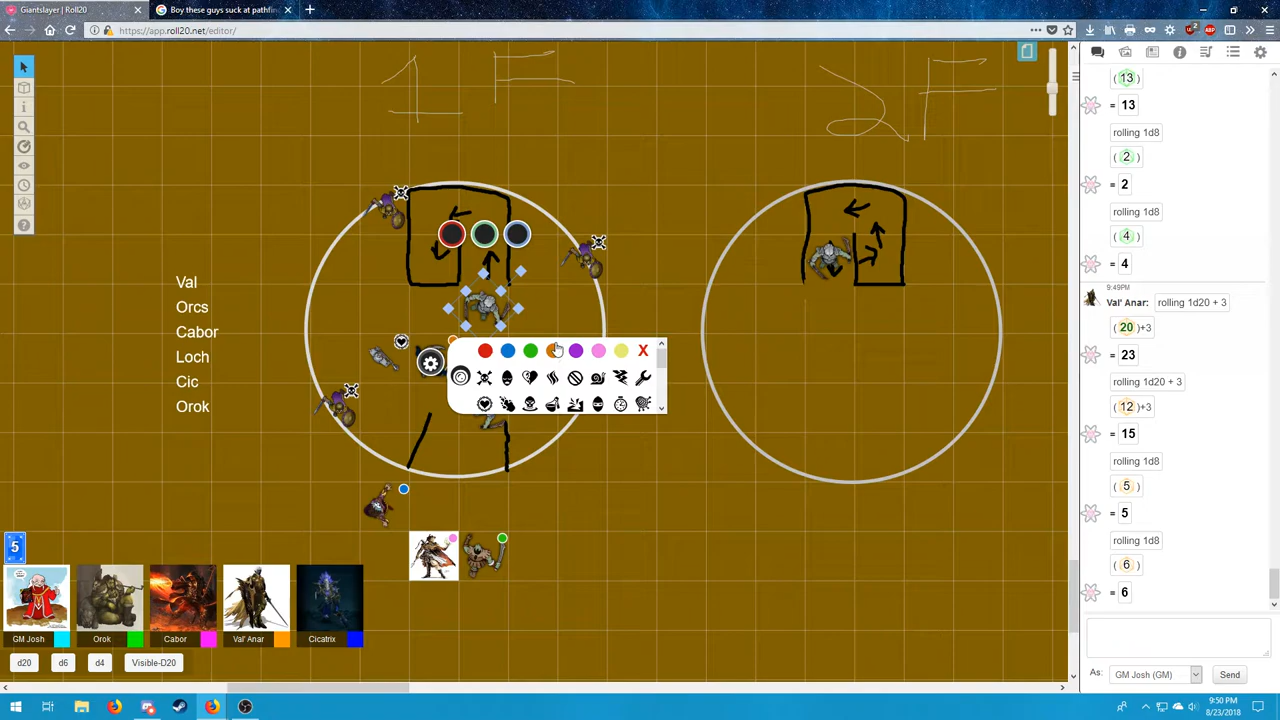 Giantslayer | Roll20
Boy these guys suck at pathfin
https://app.roll20.net/editor/
1 F
2F
( 13 )
= 13
rolling 1d8
( 2 )
= 2
rolling 1d8
( 4 )
= 4
9:49PM
Val' Anar: rolling 1d20 + 3
( 20 )+3
= 23
rolling 1d20 + 3
( 12 )+3
= 15
rolling 1d8
( 5 )
= 5
rolling 1d8
( 6 )
= 6
Val
Orcs
Cabor
Loch
Cic
Orok
X
5
GM Josh
Orok
Cabor
Val' Anar
Cicatrix
d20
d6
d4
Visible-D20
As:
GM Josh (GM)
Send
9:50 PM
8/23/2018